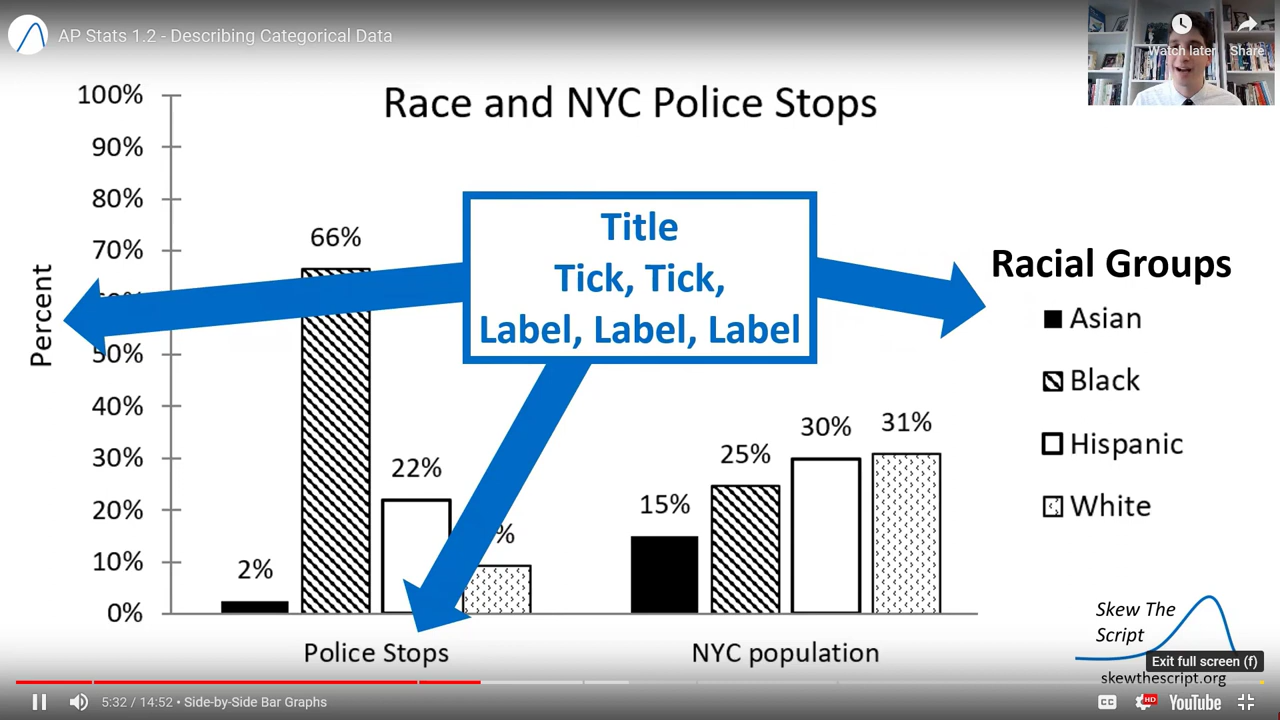 AP Stats 1.2 - Describing Categorical Data
Watch later
Share
Race and NYC Police Stops
100%
90%
80%
70%
50%
40%
30%
20%
10%
0%
Percent
66%
22%
2%
%
15%
25%
30%
31%
Title
Tick, Tick,
Label, Label, Label
Police Stops
NYC population
Racial Groups
Asian
Black
Hispanic
White
Skew The
Script
skewthescript.org
Exit full screen (f)
5:32 / 14:52 • Side-by-Side Bar Graphs
CC
HD
YouTube